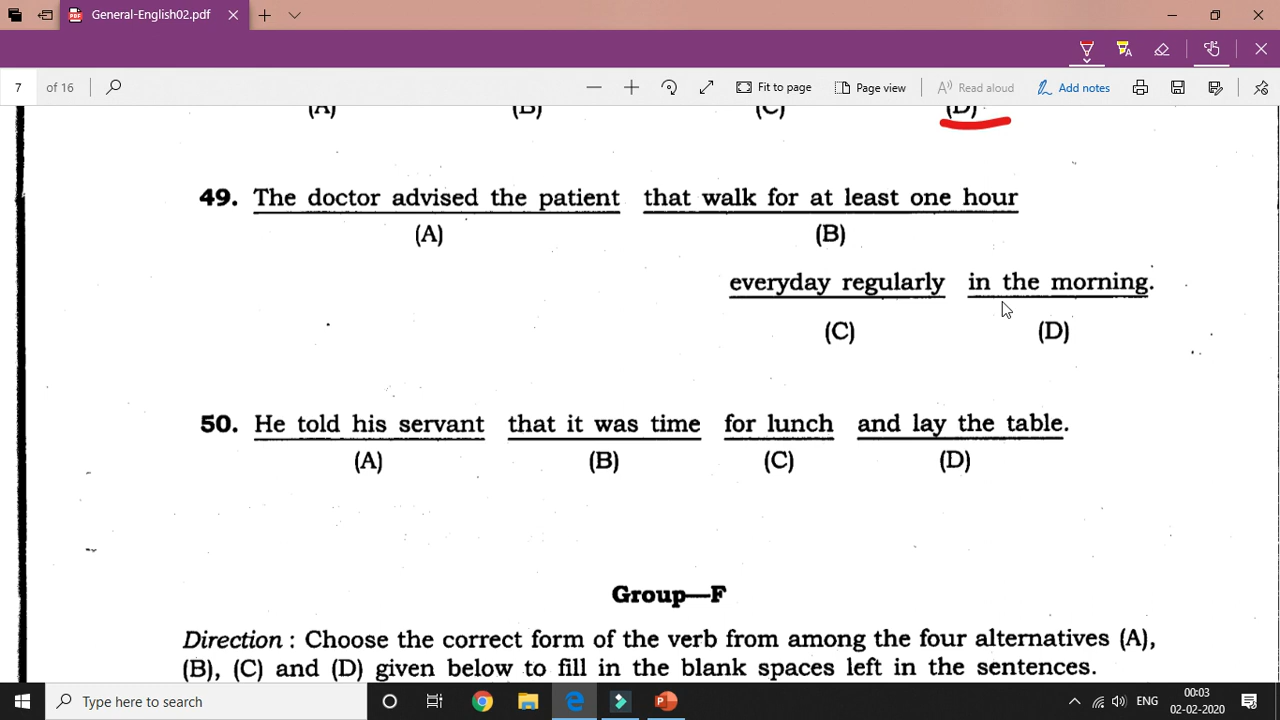 General-English02.pdf
7 of 16 Fit to page Page view Read aloud Add notes
(A) (B) (C) (D)
49. The doctor advised the patient that walk for at least one hour
(A) (B)
everyday regularly in the morning.
(C) (D)
50. He told his servant that it was time for lunch and lay the table.
(A) (B) (C) (D)
Group—F
Direction : Choose the correct form of the verb from among the four alternatives (A),
(B), (C) and (D) given below to fill in the blank spaces left in the sentences.
Type here to search
ENG 00:03
02-02-2020